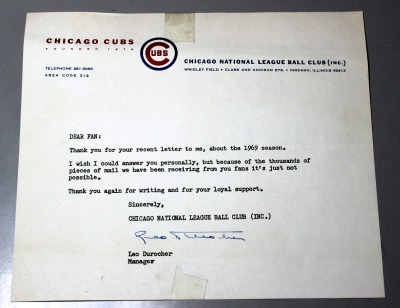 CHICAGO CUBS
FOUNDED 1876
CUBS
TELEPHONE 281-5050
AREA CODE 312
CHICAGO NATIONAL LEAGUE BALL CLUB (INC.)
WRIGLEY FIELD • CLARK AND ADDISON STS. • CHICAGO, ILLINOIS 60613
DEAR FAN:
Thank you for your recent letter to me, about the 1969 season.
I wish I could answer you personally, but because of the thousands of
pieces of mail we have been receiving from you fans it's just not
possible.
Thank you again for writing and for your loyal support.
Sincerely,
CHICAGO NATIONAL LEAGUE BALL CLUB (INC.)
Leo Durocher
Leo Durocher
Manager